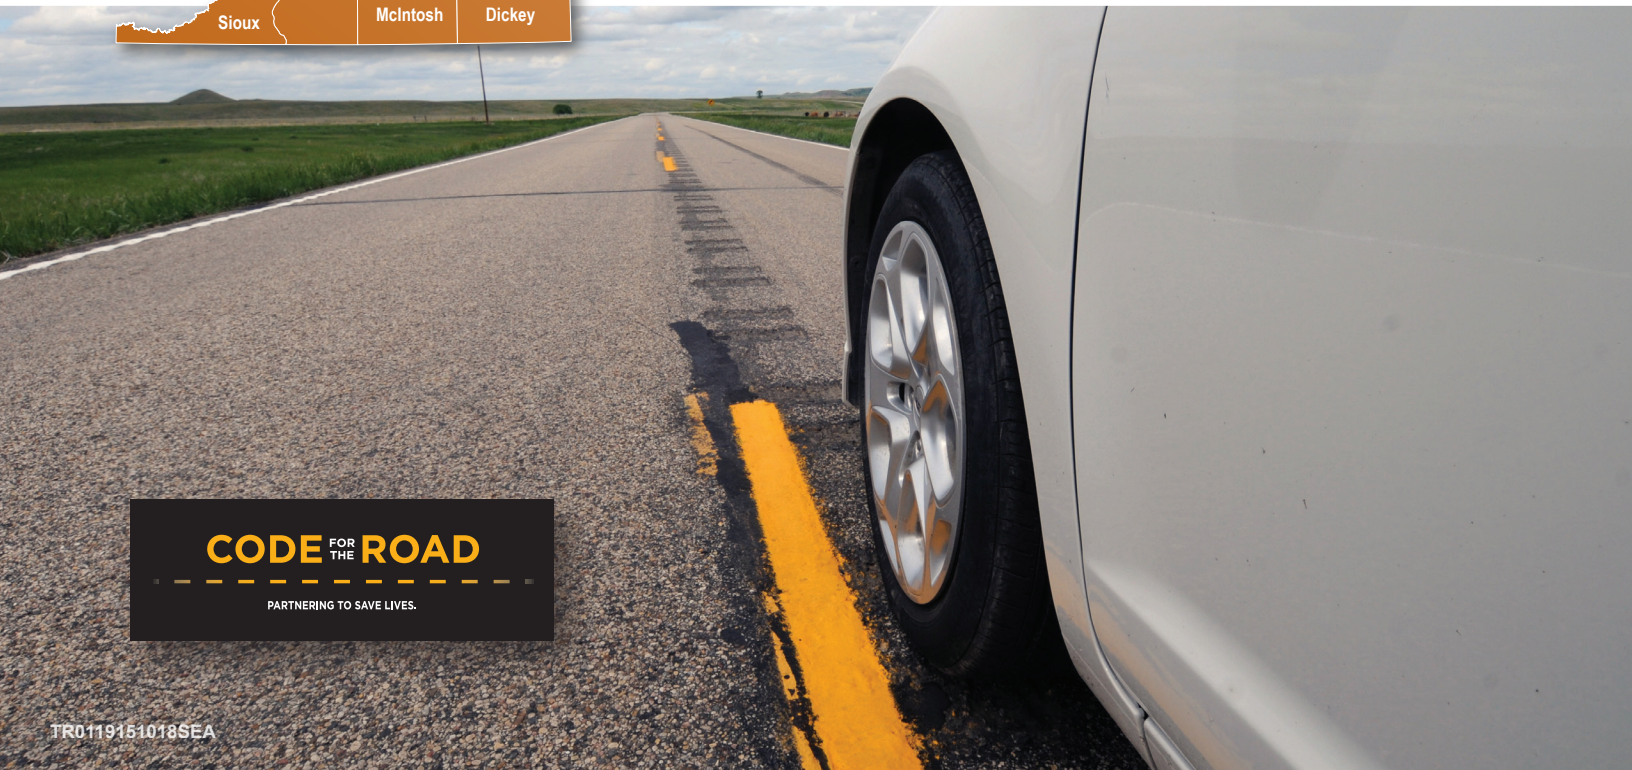 Sioux
McIntosh
Dickey
CODE FOR THE ROAD
PARTNERING TO SAVE LIVES.
TR0119151018SEA